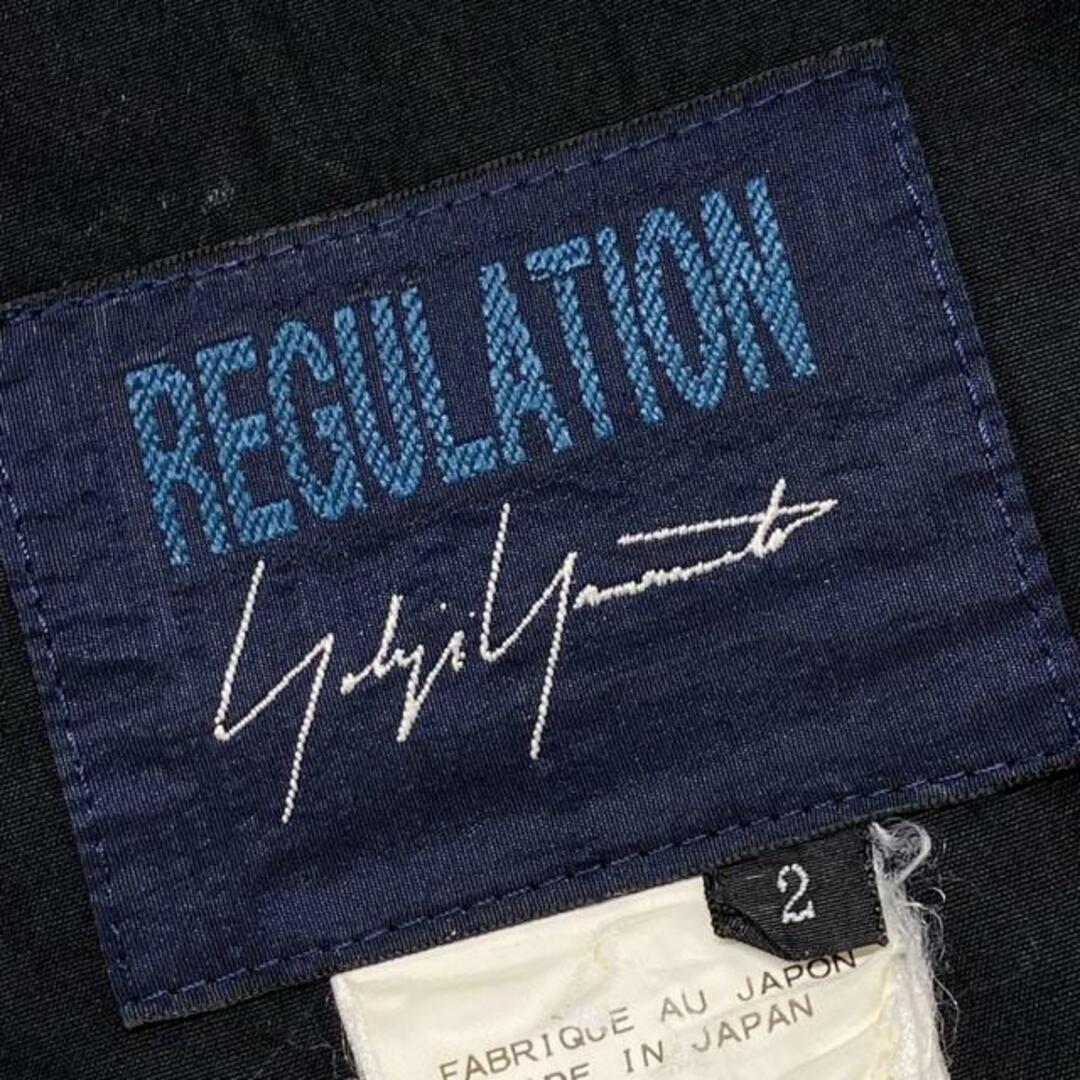 REGULATION
Yohji Yamamoto
2
FABRIQUE AU JAPON
MADE IN JAPAN